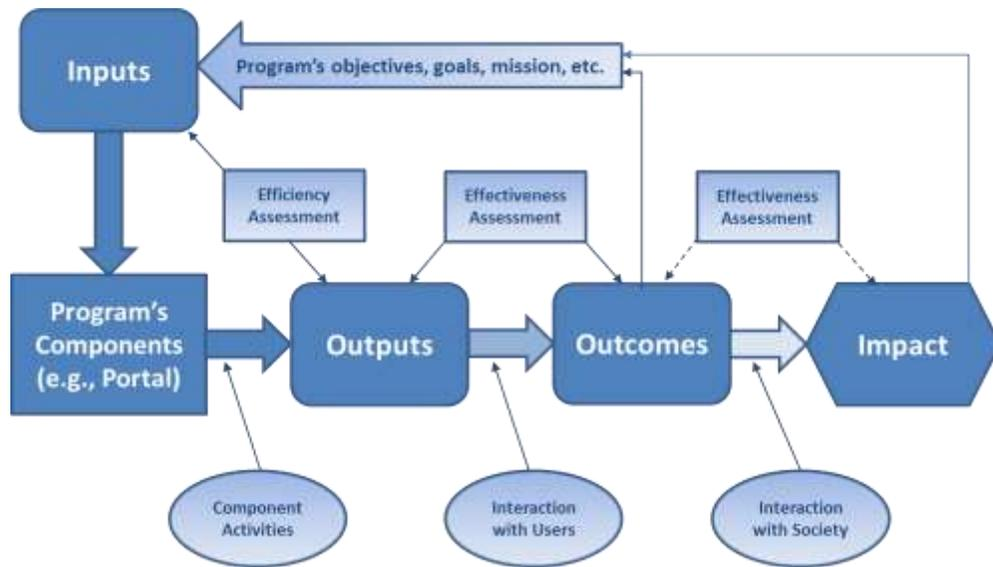 Inputs
Program's objectives, goals, mission, etc.
Efficiency
Assessment
Effectiveness
Assessment
Effectiveness
Assessment
Program's
Components
(e.g., Portal)
Outputs
Outcomes
Impact
Component
Activities
Interaction
with Users
Interaction
with Society